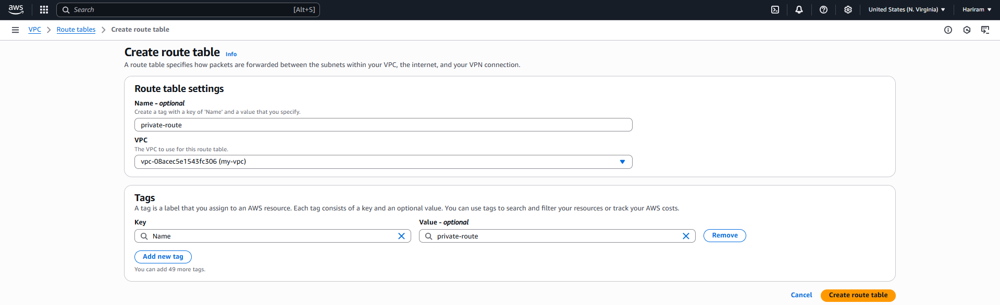 aws Search [Alt+S] United States (N. Virginia) Hariram
VPC Route tables Create route table
Create route table Info
A route table specifies how packets are forwarded between the subnets within your VPC, the internet, and your VPN connection.
Route table settings
Name - optional
Create a tag with a key of 'Name' and a value that you specify.
private-route
VPC
The VPC to use for this route table.
vpc-08acec5e1543fc306 (my-vpc)
Tags
A tag is a label that you assign to an AWS resource. Each tag consists of a key and an optional value. You can use tags to search and filter your resources or track your AWS costs.
Key Value - optional
Name private-route Remove
Add new tag
You can add 49 more tags.
Cancel Create route table